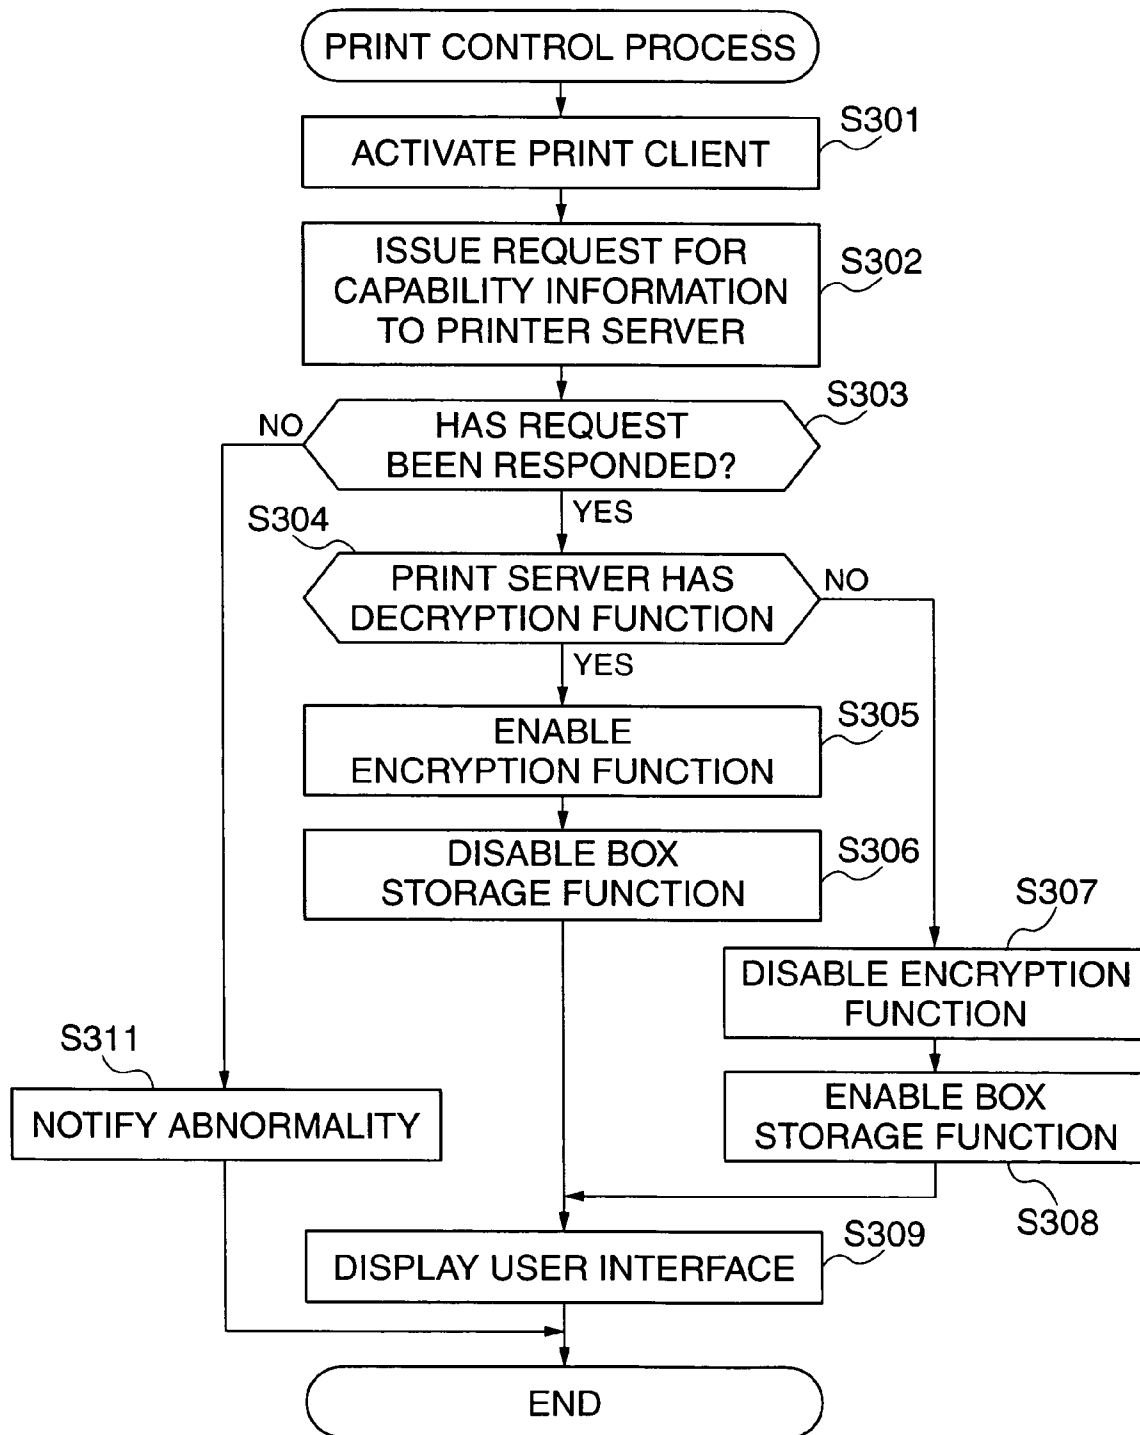 PRINT CONTROL PROCESS
S301
ACTIVATE PRINT CLIENT
ISSUE REQUEST FOR
CAPABILITY INFORMATION
TO PRINTER SERVER
S302
S303
NO
HAS REQUEST
BEEN RESPONDED?
YES
S304
PRINT SERVER HAS
DECRYPTION FUNCTION
NO
YES
S305
ENABLE
ENCRYPTION FUNCTION
S306
DISABLE BOX
STORAGE FUNCTION
S307
DISABLE ENCRYPTION
FUNCTION
S311
NOTIFY ABNORMALITY
ENABLE BOX
STORAGE FUNCTION
S308
S309
DISPLAY USER INTERFACE
END